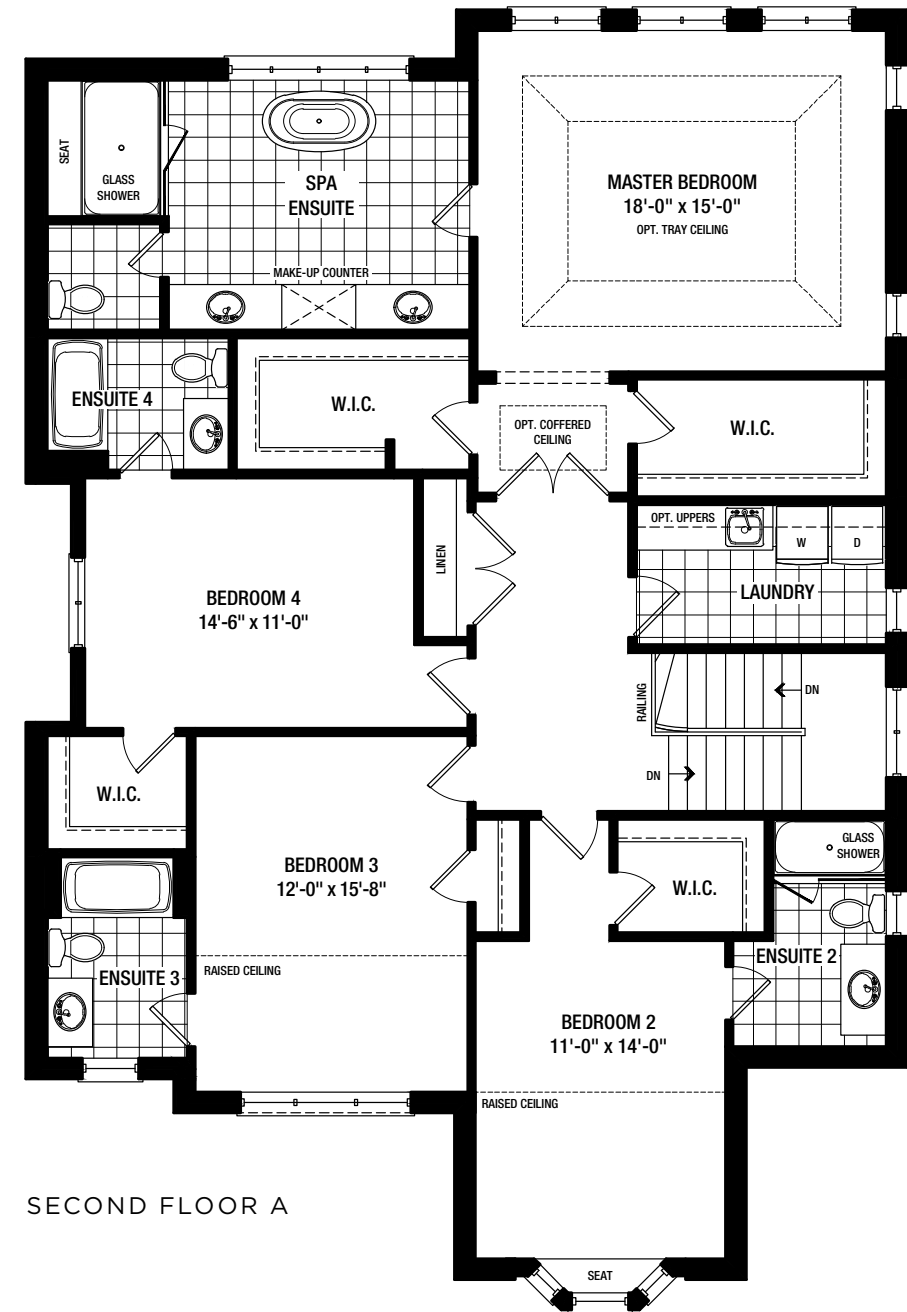 SEAT
GLASS
SHOWER
SPA
ENSUITE
MAKE-UP COUNTER
MASTER BEDROOM
18'-0" x 15'-0"
OPT. TRAY CEILING
ENSUITE 4
W.I.C.
OPT. COFFERED
CEILING
W.I.C.
OPT. UPPERS
W
D
LAUNDRY
LINEN
BEDROOM 4
14'-6" x 11'-0"
RAILING
DN
DN
W.I.C.
BEDROOM 3
12'-0" x 15'-8"
RAISED CEILING
W.I.C.
GLASS
SHOWER
ENSUITE 2
ENSUITE 3
BEDROOM 2
11'-0" x 14'-0"
RAISED CEILING
SEAT
SECOND FLOOR A